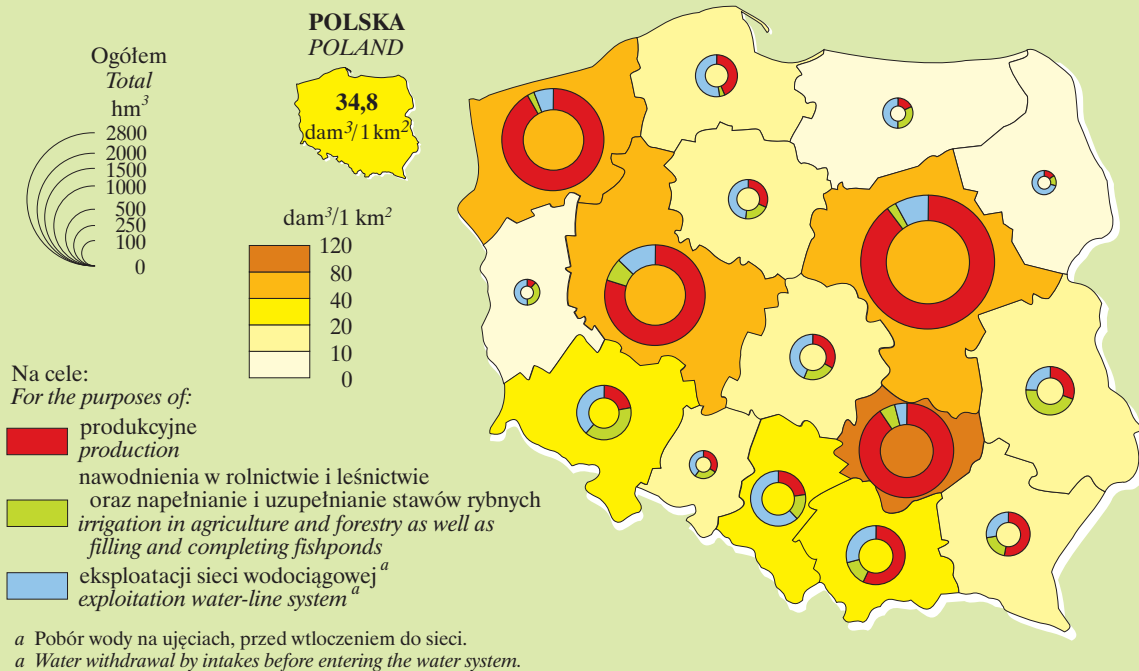 POLSKA
POLAND
34,8
dam³/1 km²
Ogółem
Total
hm³
2800
2000
1500
1000
500
250
100
0
dam³/1 km²
120
80
40
20
10
0
Na cele:
For the purposes of:
produkcyjne
production
nawodnienia w rolnictwie i leśnictwie
oraz napełnianie i uzupełnianie stawów rybnych
irrigation in agriculture and forestry as well as
filling and completing fishponds
eksploatacji sieci wodociągowej a
exploitation water-line system a
a Pobór wody na ujęciach, przed wtłoczeniem do sieci.
a Water withdrawal by intakes before entering the water system.